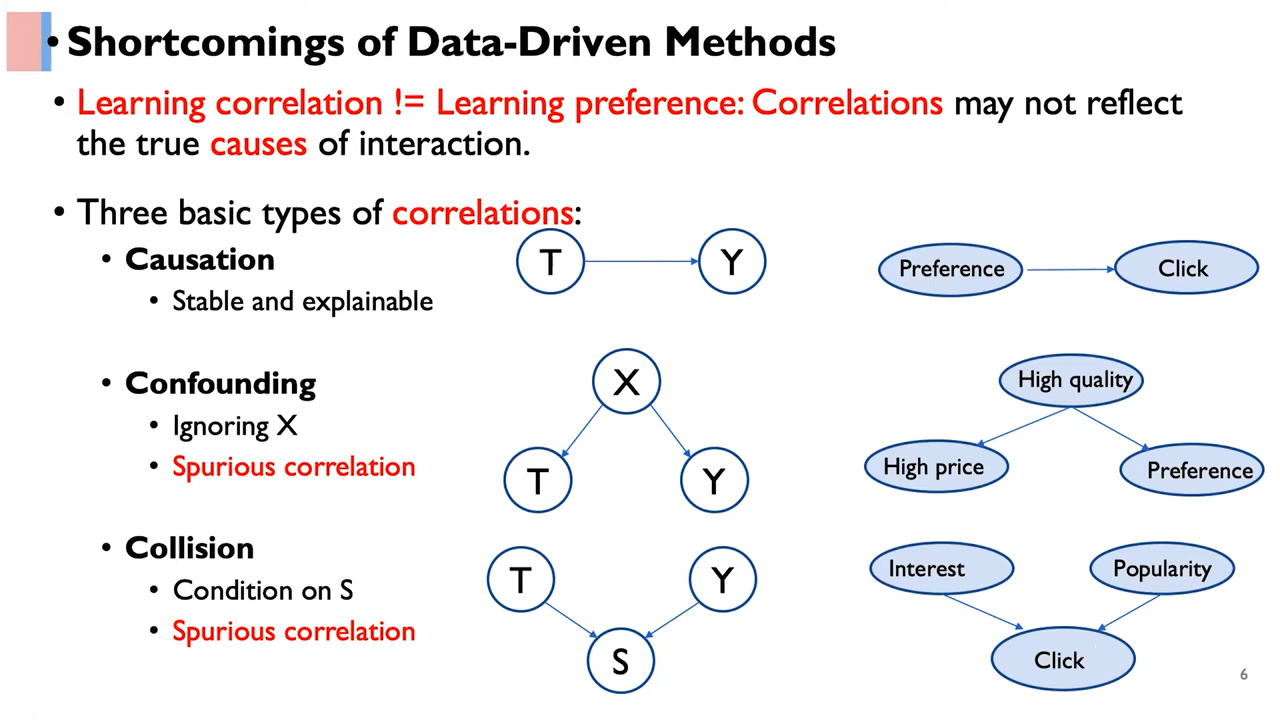 • Shortcomings of Data-Driven Methods
• Learning correlation != Learning preference: Correlations may not reflect
the true causes of interaction.
• Three basic types of correlations:
• Causation
• Stable and explainable
T
Y
Preference
Click
• Confounding
• Ignoring X
• Spurious correlation
X
T
Y
High quality
High price
Preference
• Collision
• Condition on S
• Spurious correlation
T
Y
S
Interest
Popularity
Click
6